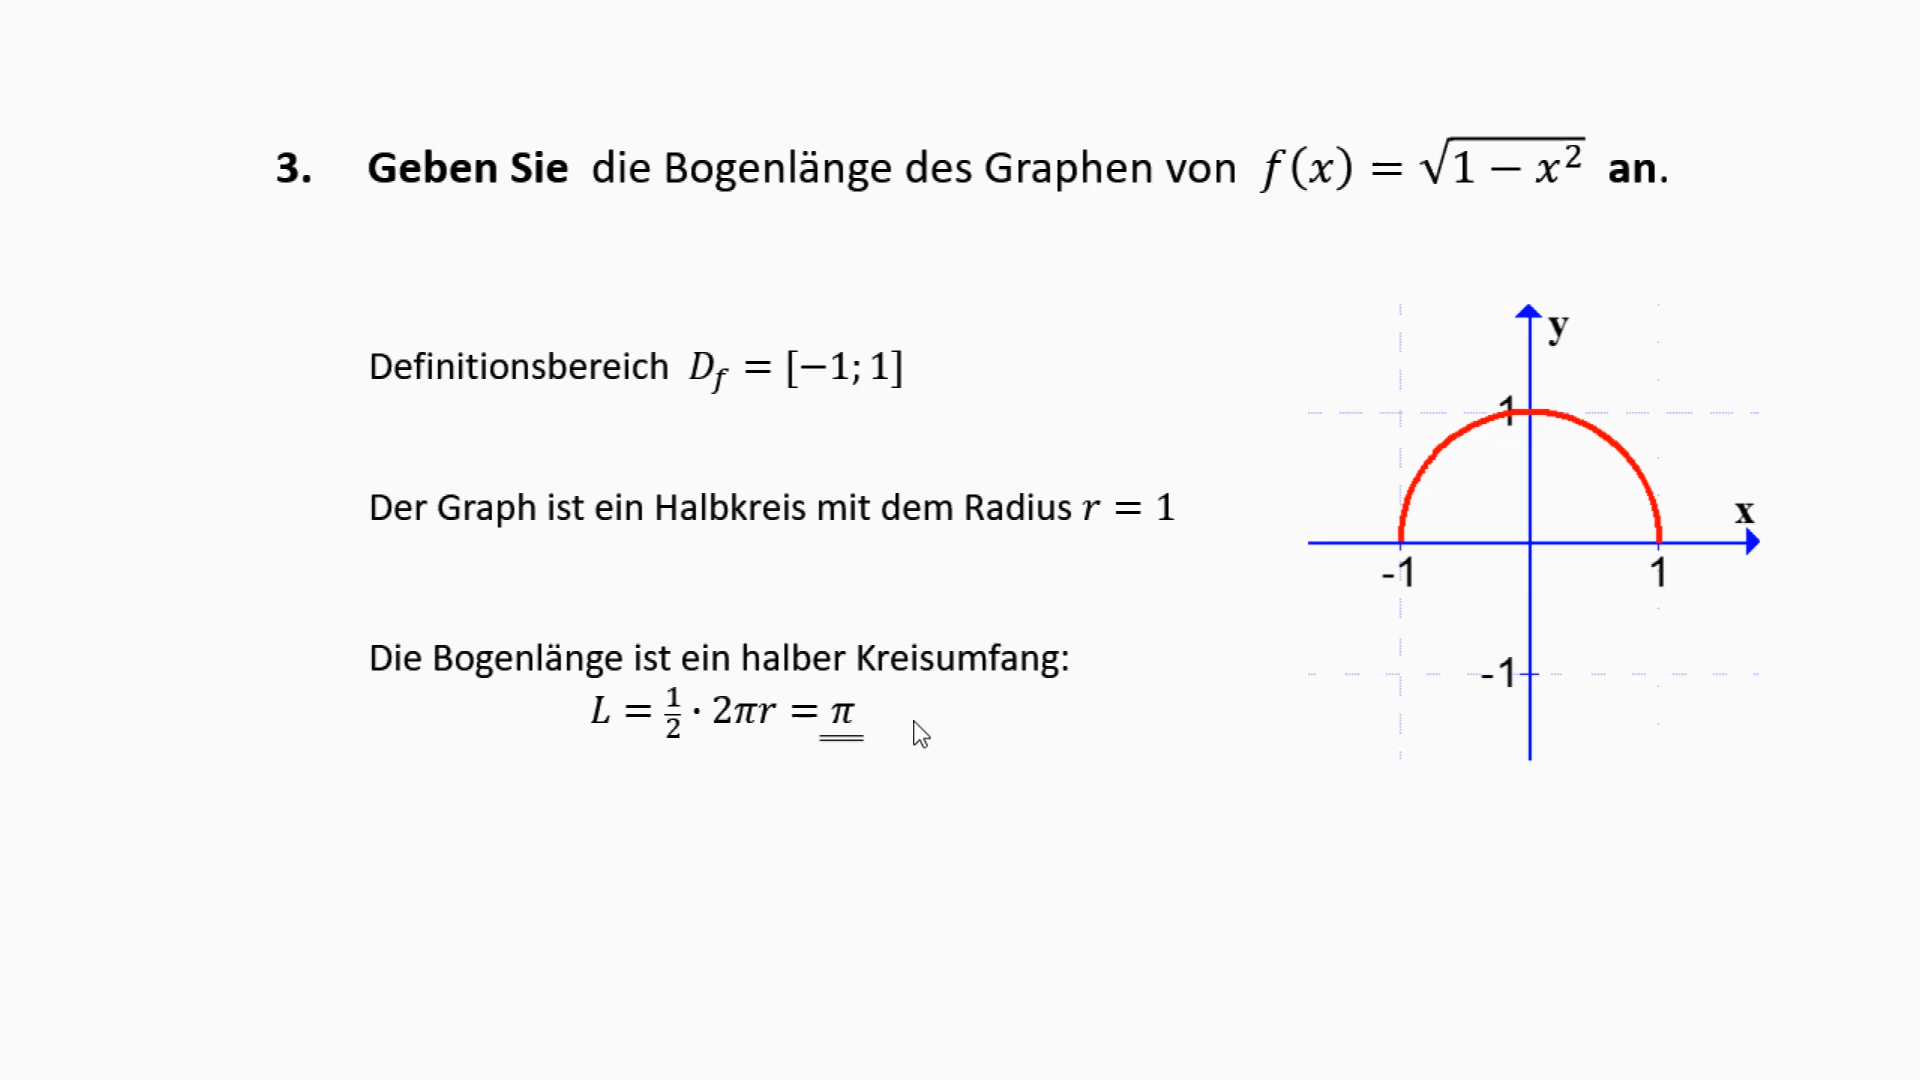 3. Geben Sie die Bogenlänge des Graphen von f(x) = √(1 − x²) an.
Definitionsbereich D_f = [−1; 1]
Der Graph ist ein Halbkreis mit dem Radius r = 1
Die Bogenlänge ist ein halber Kreisumfang:
L = 1/2 · 2πr = π
y
1
x
-1 1
-1